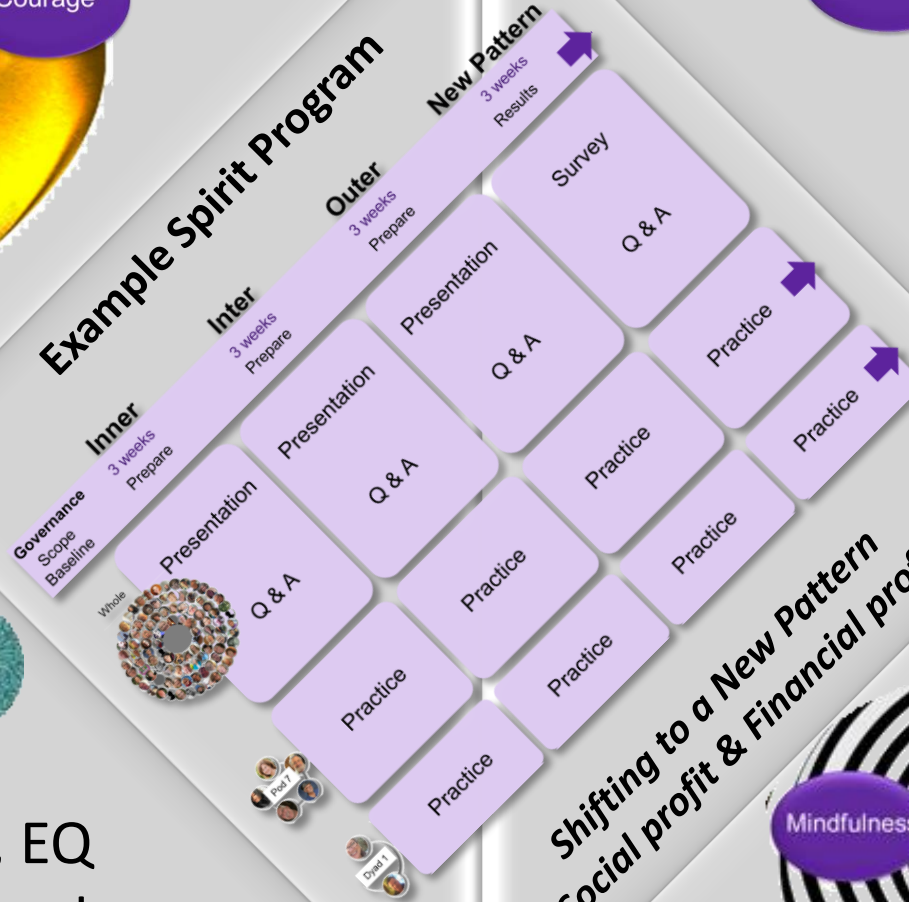 Courage
Example Spirit Program
Governance
Scope
Baseline
Inner
3 weeks
Prepare
Inter
3 weeks
Prepare
Outer
3 weeks
Prepare
New Pattern
3 weeks
Results
Whole
Presentation
Q & A
Presentation
Q & A
Presentation
Q & A
Survey
Q & A
Pod 7
Practice
Practice
Practice
Practice
Dyad 1
Practice
Practice
Practice
Practice
Shifting to a New Pattern
Social profit & Financial
EQ
Mindfulness